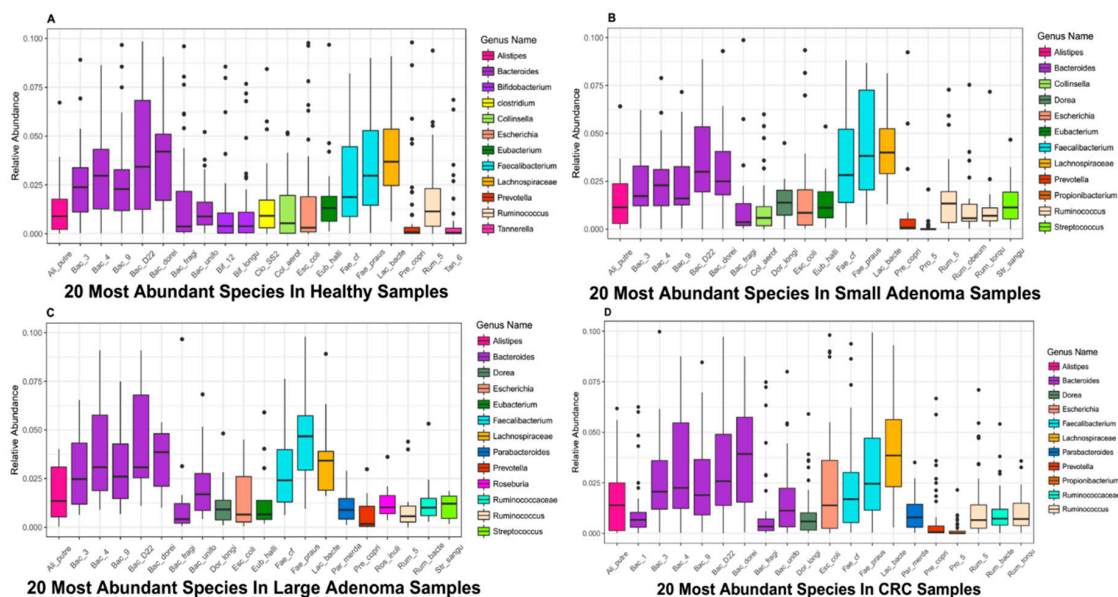 A
0.100
0.075
0.050
0.025
0.000
Relative Abundance
Ali_putre
Bac_3
Bac_4
Bac_9
Bac_D22
Bac_dorei
Bac_fragi
Bac_unifo
Bif_12
Bif_longu
Clo_SS2
Col_aerof
Esc_coli
Eub_halli
Fae_cf
Fae_praus
Lac_bacte
Pre_copri
Rum_5
Tan_6
Genus Name
Alistipes
Bacteroides
Bifidobacterium
clostridium
Collinsella
Escherichia
Eubacterium
Faecalibacterium
Lachnospiraceae
Prevotella
Ruminococcus
Tannerella
20 Most Abundant Species In Healthy Samples
B
0.100
0.075
0.050
0.025
0.000
Relative Abundance
Ali_putre
Bac_3
Bac_4
Bac_9
Bac_D22
Bac_dorei
Bac_fragi
Col_aerof
Dor_longi
Esc_coli
Eub_halli
Fae_cf
Fae_praus
Lac_bacte
Pre_copri
Pro_5
Rum_5
Rum_obeum
Rum_torqu
Str_sangu
Genus Name
Alistipes
Bacteroides
Collinsella
Dorea
Escherichia
Eubacterium
Faecalibacterium
Lachnospiraceae
Prevotella
Propionibacterium
Ruminococcus
Streptococcus
20 Most Abundant Species In Small Adenoma Samples
C
0.100
0.075
0.050
0.025
0.000
Relative Abundance
Ali_putre
Bac_3
Bac_4
Bac_9
Bac_D22
Bac_dorei
Bac_fragi
Bac_unifo
Dor_longi
Esc_coli
Eub_halli
Fae_cf
Fae_praus
Lac_bacte
Par_merda
Pre_copri
Ros_inuli
Rum_5
Rum_bacte
Str_sangu
Genus Name
Alistipes
Bacteroides
Dorea
Escherichia
Eubacterium
Faecalibacterium
Lachnospiraceae
Parabacteroides
Prevotella
Roseburia
Ruminoccaceae
Ruminococcus
Streptococcus
20 Most Abundant Species In Large Adenoma Samples
D
0.100
0.075
0.050
0.025
0.000
Relative Abundance
Ali_putre
Bac_1
Bac_3
Bac_4
Bac_9
Bac_D22
Bac_dorei
Bac_fragi
Bac_unifo
Dor_longi
Esc_coli
Fae_cf
Fae_praus
Lac_bacte
Par_merda
Pre_copri
Pro_5
Rum_5
Rum_bacte
Rum_torqu
Genus Name
Alistipes
Bacteroides
Dorea
Escherichia
Faecalibacterium
Lachnospiraceae
Parabacteroides
Prevotella
Propionibacterium
Ruminoccaceae
Ruminococcus
20 Most Abundant Species In CRC Samples